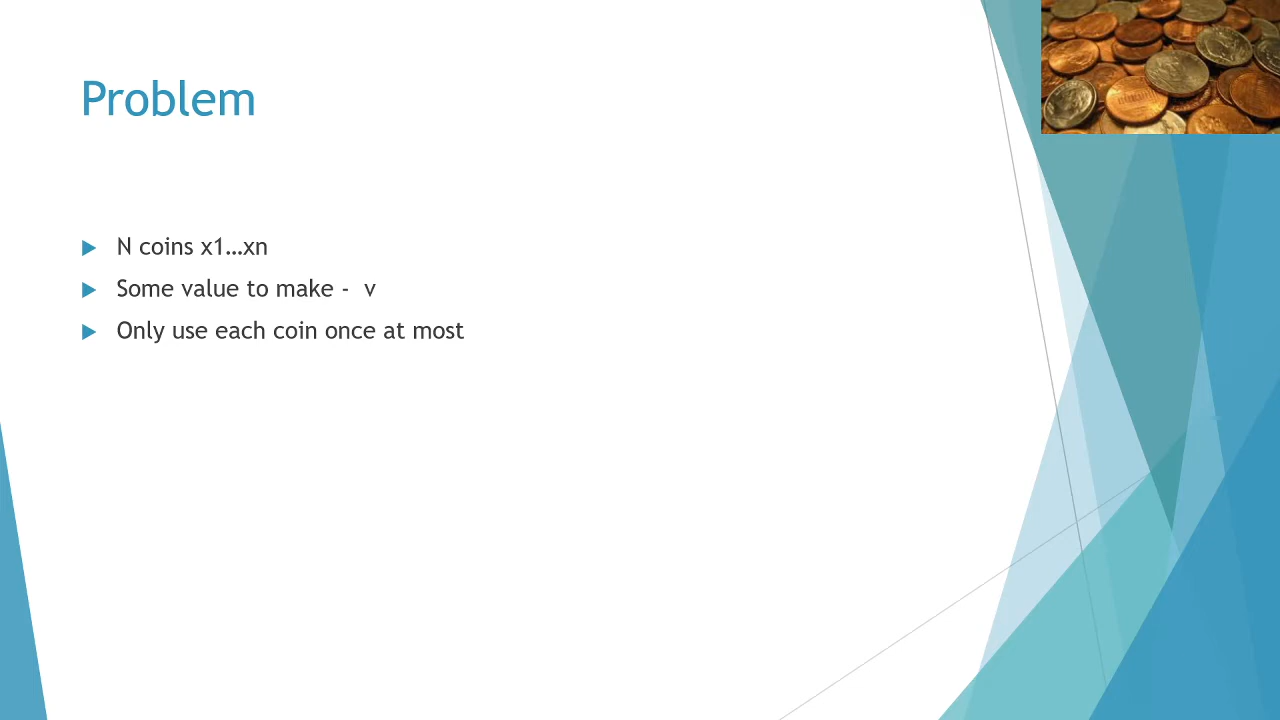 Problem
N coins x1...xn
Some value to make - v
Only use each coin once at most